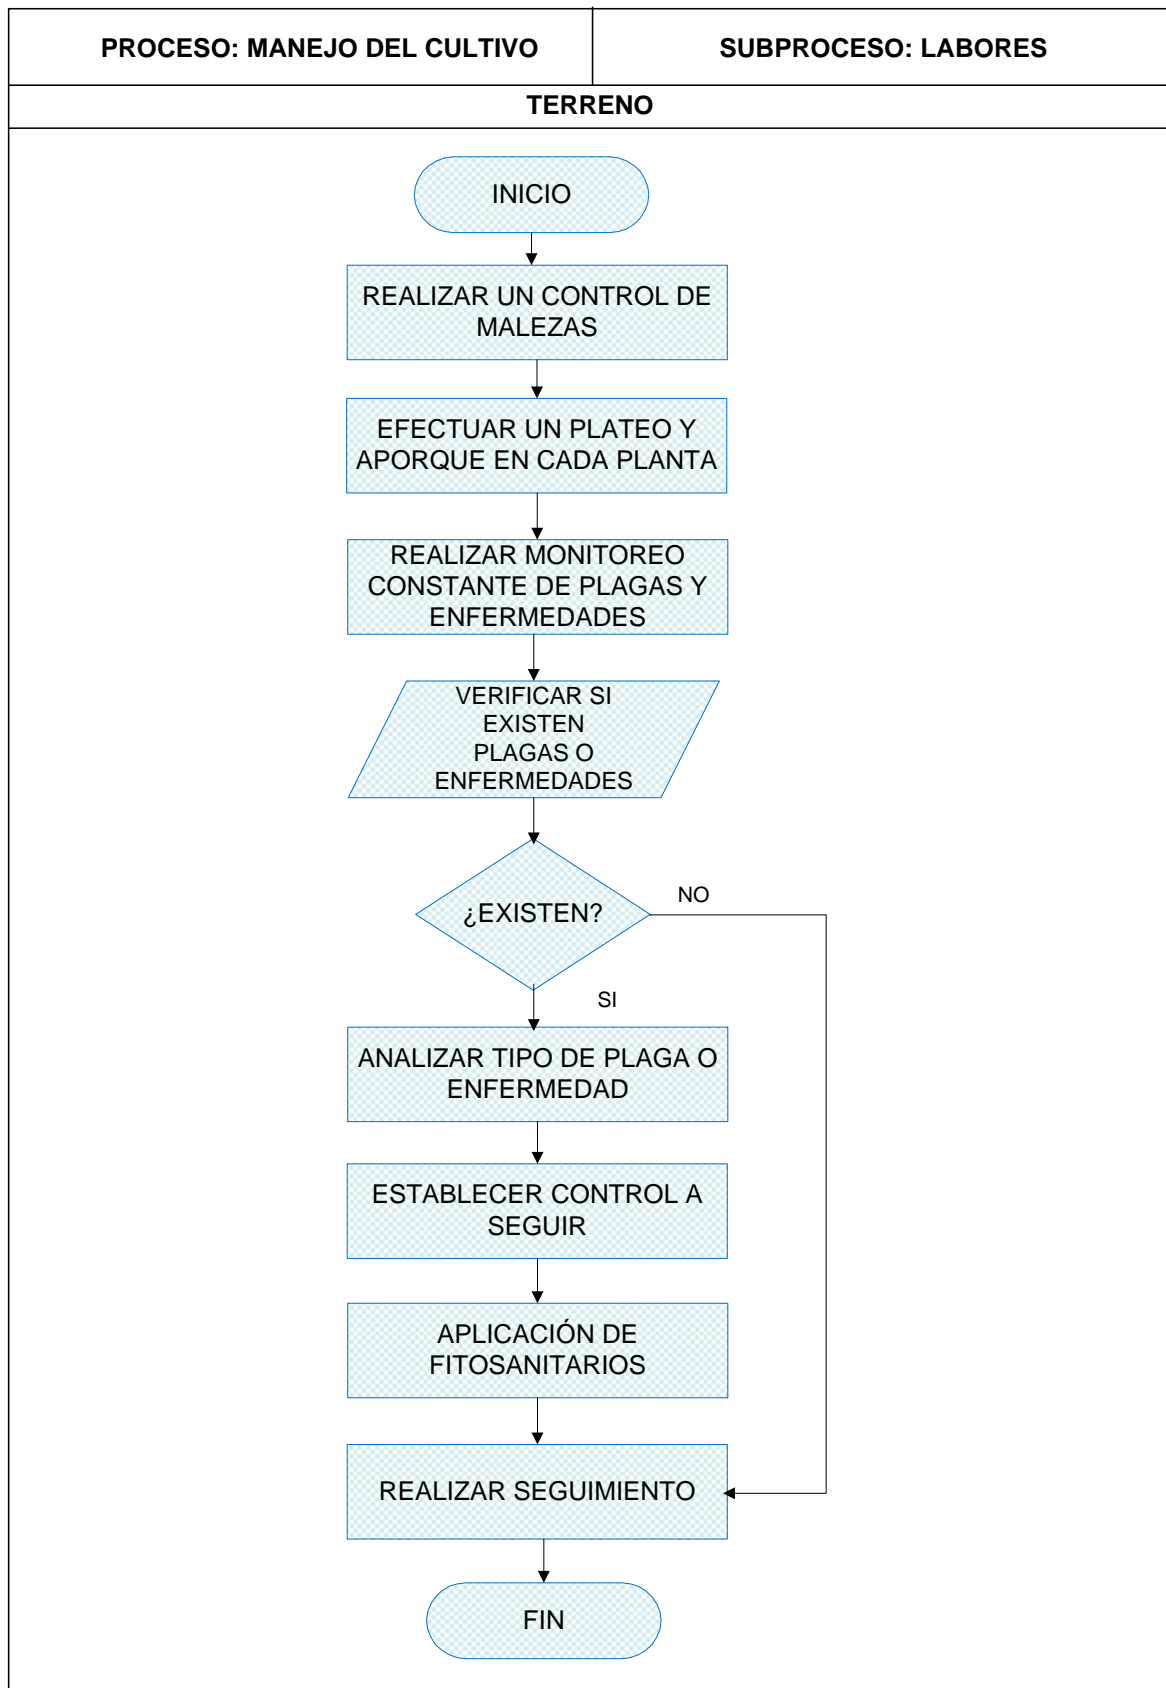 PROCESO: MANEJO DEL CULTIVO
SUBPROCESO: LABORES
TERRENO
INICIO
REALIZAR UN CONTROL DE
MALEZAS
EFECTUAR UN PLATEO Y
APORQUE EN CADA PLANTA
REALIZAR MONITOREO
CONSTANTE DE PLAGAS Y
ENFERMEDADES
VERIFICAR SI
EXISTEN
PLAGAS O
ENFERMEDADES
¿EXISTEN?
NO
SI
ANALIZAR TIPO DE PLAGA O
ENFERMEDAD
ESTABLECER CONTROL A
SEGUIR
APLICACIÓN DE
FITOSANITARIOS
REALIZAR SEGUIMIENTO
FIN